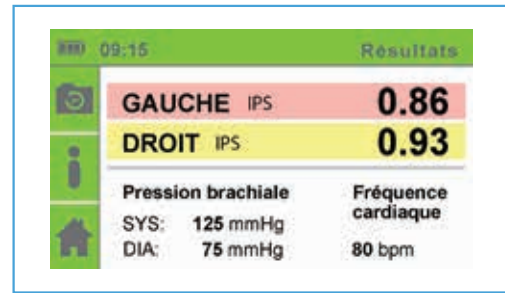 09:15 Résultats
GAUCHE IPS 0.86
DROIT IPS 0.93
Pression brachiale
Fréquence cardiaque
SYS: 125 mmHg
DIA: 75 mmHg
80 bpm